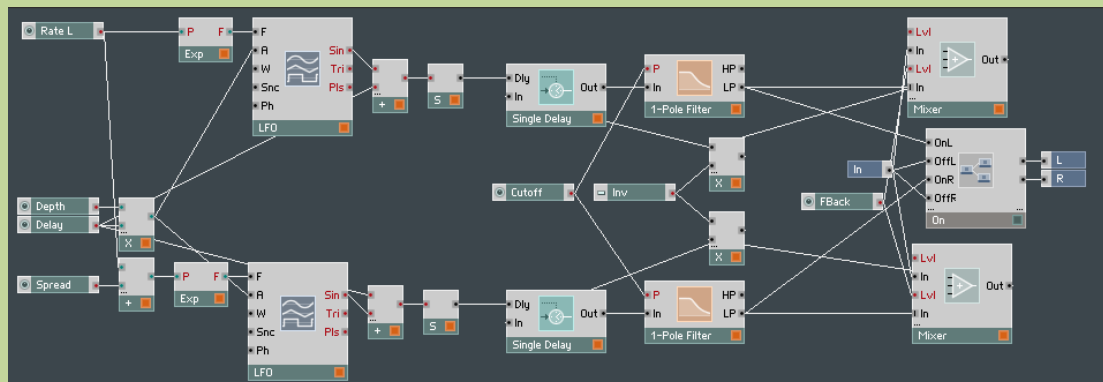 Rate L
P F
Exp
F
A
W
Snc
Ph
Sin
Tri
Pls
LFO
...
+
S
Dly
In
Out
Single Delay
P
In
HP
LP
1-Pole Filter
Lvl
In
Lvl
In
...
Out
Mixer
...
X
Cutoff
Inv
In
FBack
OnL
OffL
OnR
OffR
...
On
L
R
Depth
Delay
...
X
Spread
...
+
P F
Exp
F
A
W
Snc
Ph
Sin
Tri
Pls
LFO
...
+
S
Dly
In
Out
Single Delay
P
In
HP
LP
1-Pole Filter
...
X
Lvl
In
Lvl
In
...
Out
Mixer